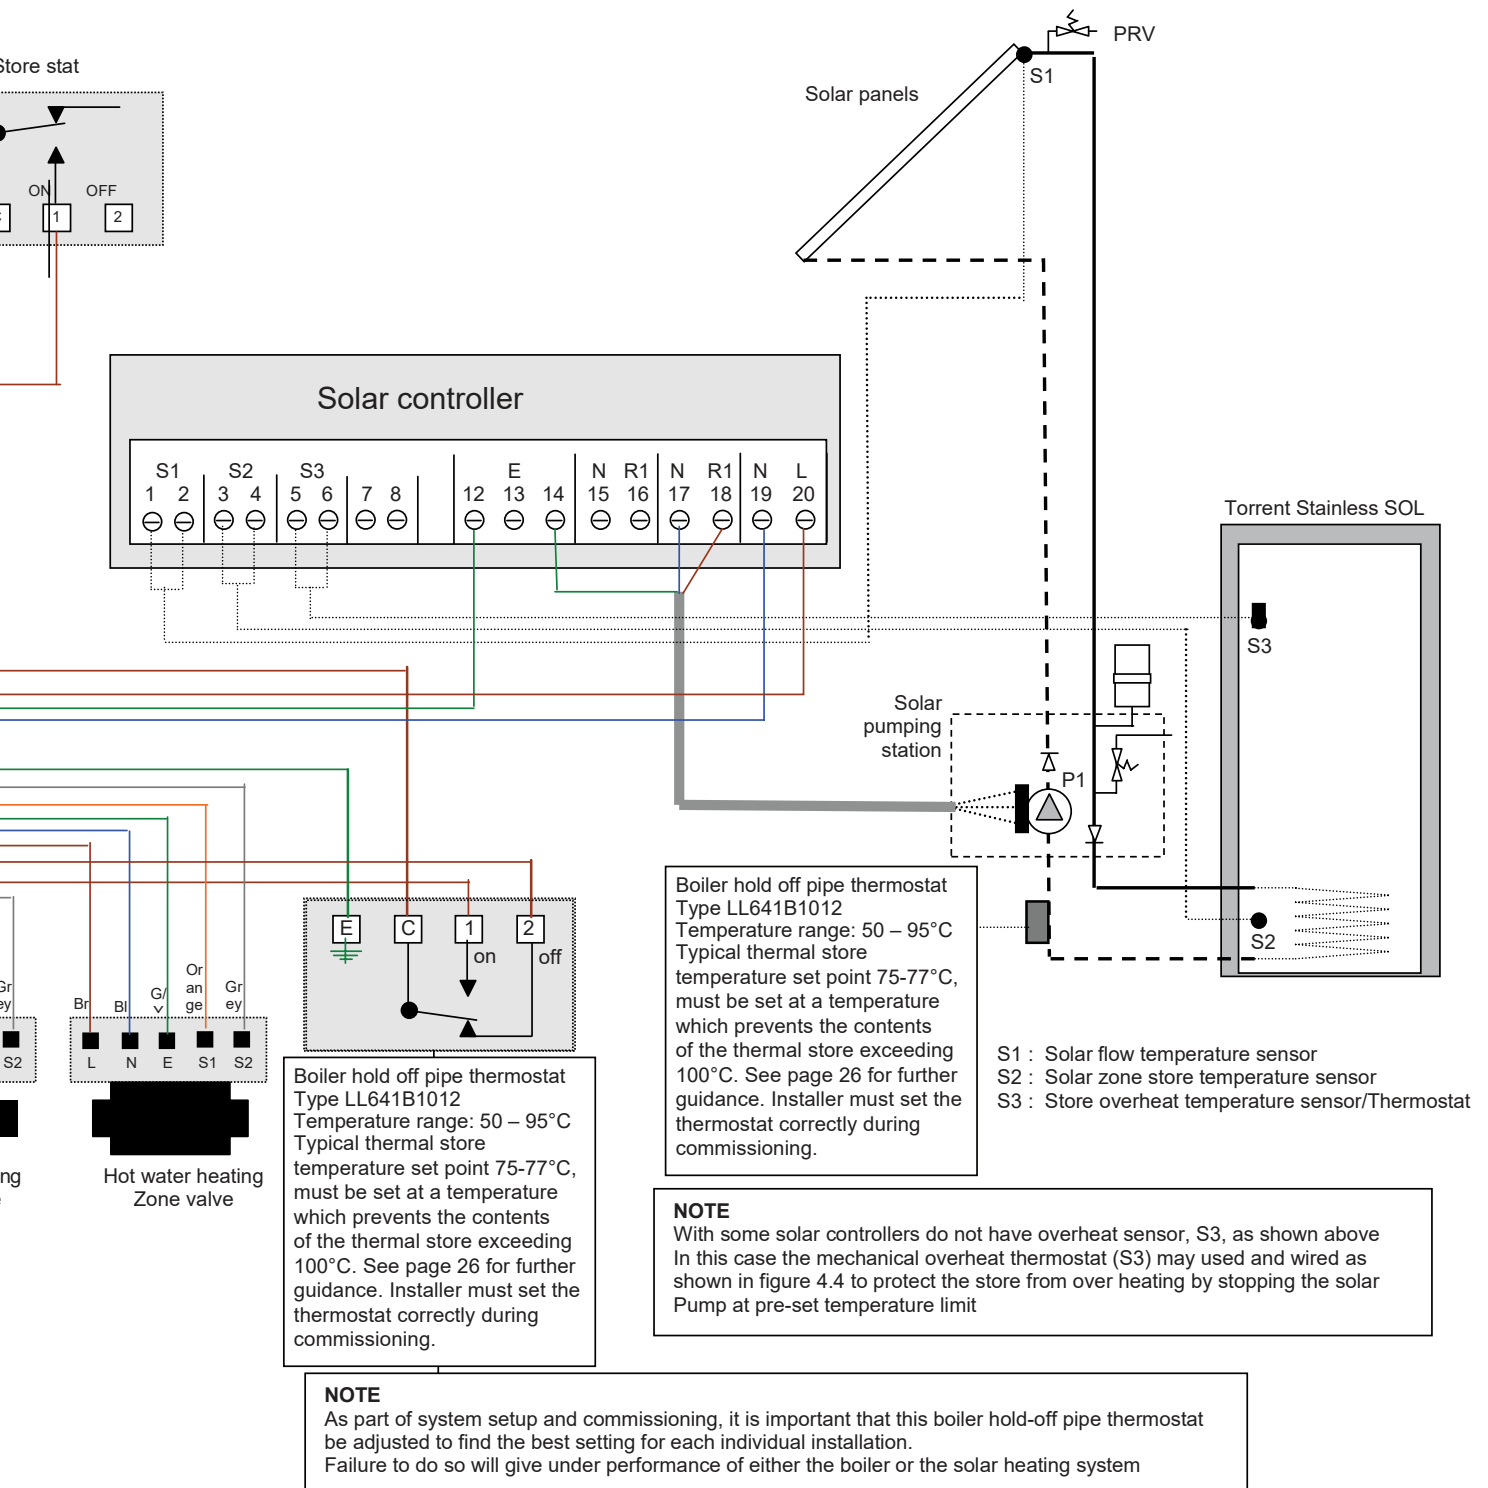 PRV
Store stat
S1
Solar panels
ON OFF
1 2
Solar controller
S1 S2 S3 E N R1 N R1 N L
1 2 3 4 5 6 7 8 12 13 14 15 16 17 18 19 20
Torrent Stainless SOL
S3
Solar
pumping
station
P1
S2
E C 1 2
on off
Boiler hold off pipe thermostat
Type LL641B1012
Temperature range: 50 – 95°C
Typical thermal store
temperature set point 75-77°C,
must be set at a temperature
which prevents the contents
of the thermal store exceeding
100°C. See page 26 for further
guidance. Installer must set the
thermostat correctly during
commissioning.
S1 : Solar flow temperature sensor
S2 : Solar zone store temperature sensor
S3 : Store overheat temperature sensor/Thermostat
Gr
ey
Br
Bl
G/
Y
Or
an
ge
Gr
ey
S2
L N E S1 S2
Hot water heating
Zone valve
ng
Boiler hold off pipe thermostat
Type LL641B1012
Temperature range: 50 – 95°C
Typical thermal store
temperature set point 75-77°C,
must be set at a temperature
which prevents the contents
of the thermal store exceeding
100°C. See page 26 for further
guidance. Installer must set the
thermostat correctly during
commissioning.
NOTE
With some solar controllers do not have overheat sensor, S3, as shown above
In this case the mechanical overheat thermostat (S3) may used and wired as
shown in figure 4.4 to protect the store from over heating by stopping the solar
Pump at pre-set temperature limit
NOTE
As part of system setup and commissioning, it is important that this boiler hold-off pipe thermostat
be adjusted to find the best setting for each individual installation.
Failure to do so will give under performance of either the boiler or the solar heating system